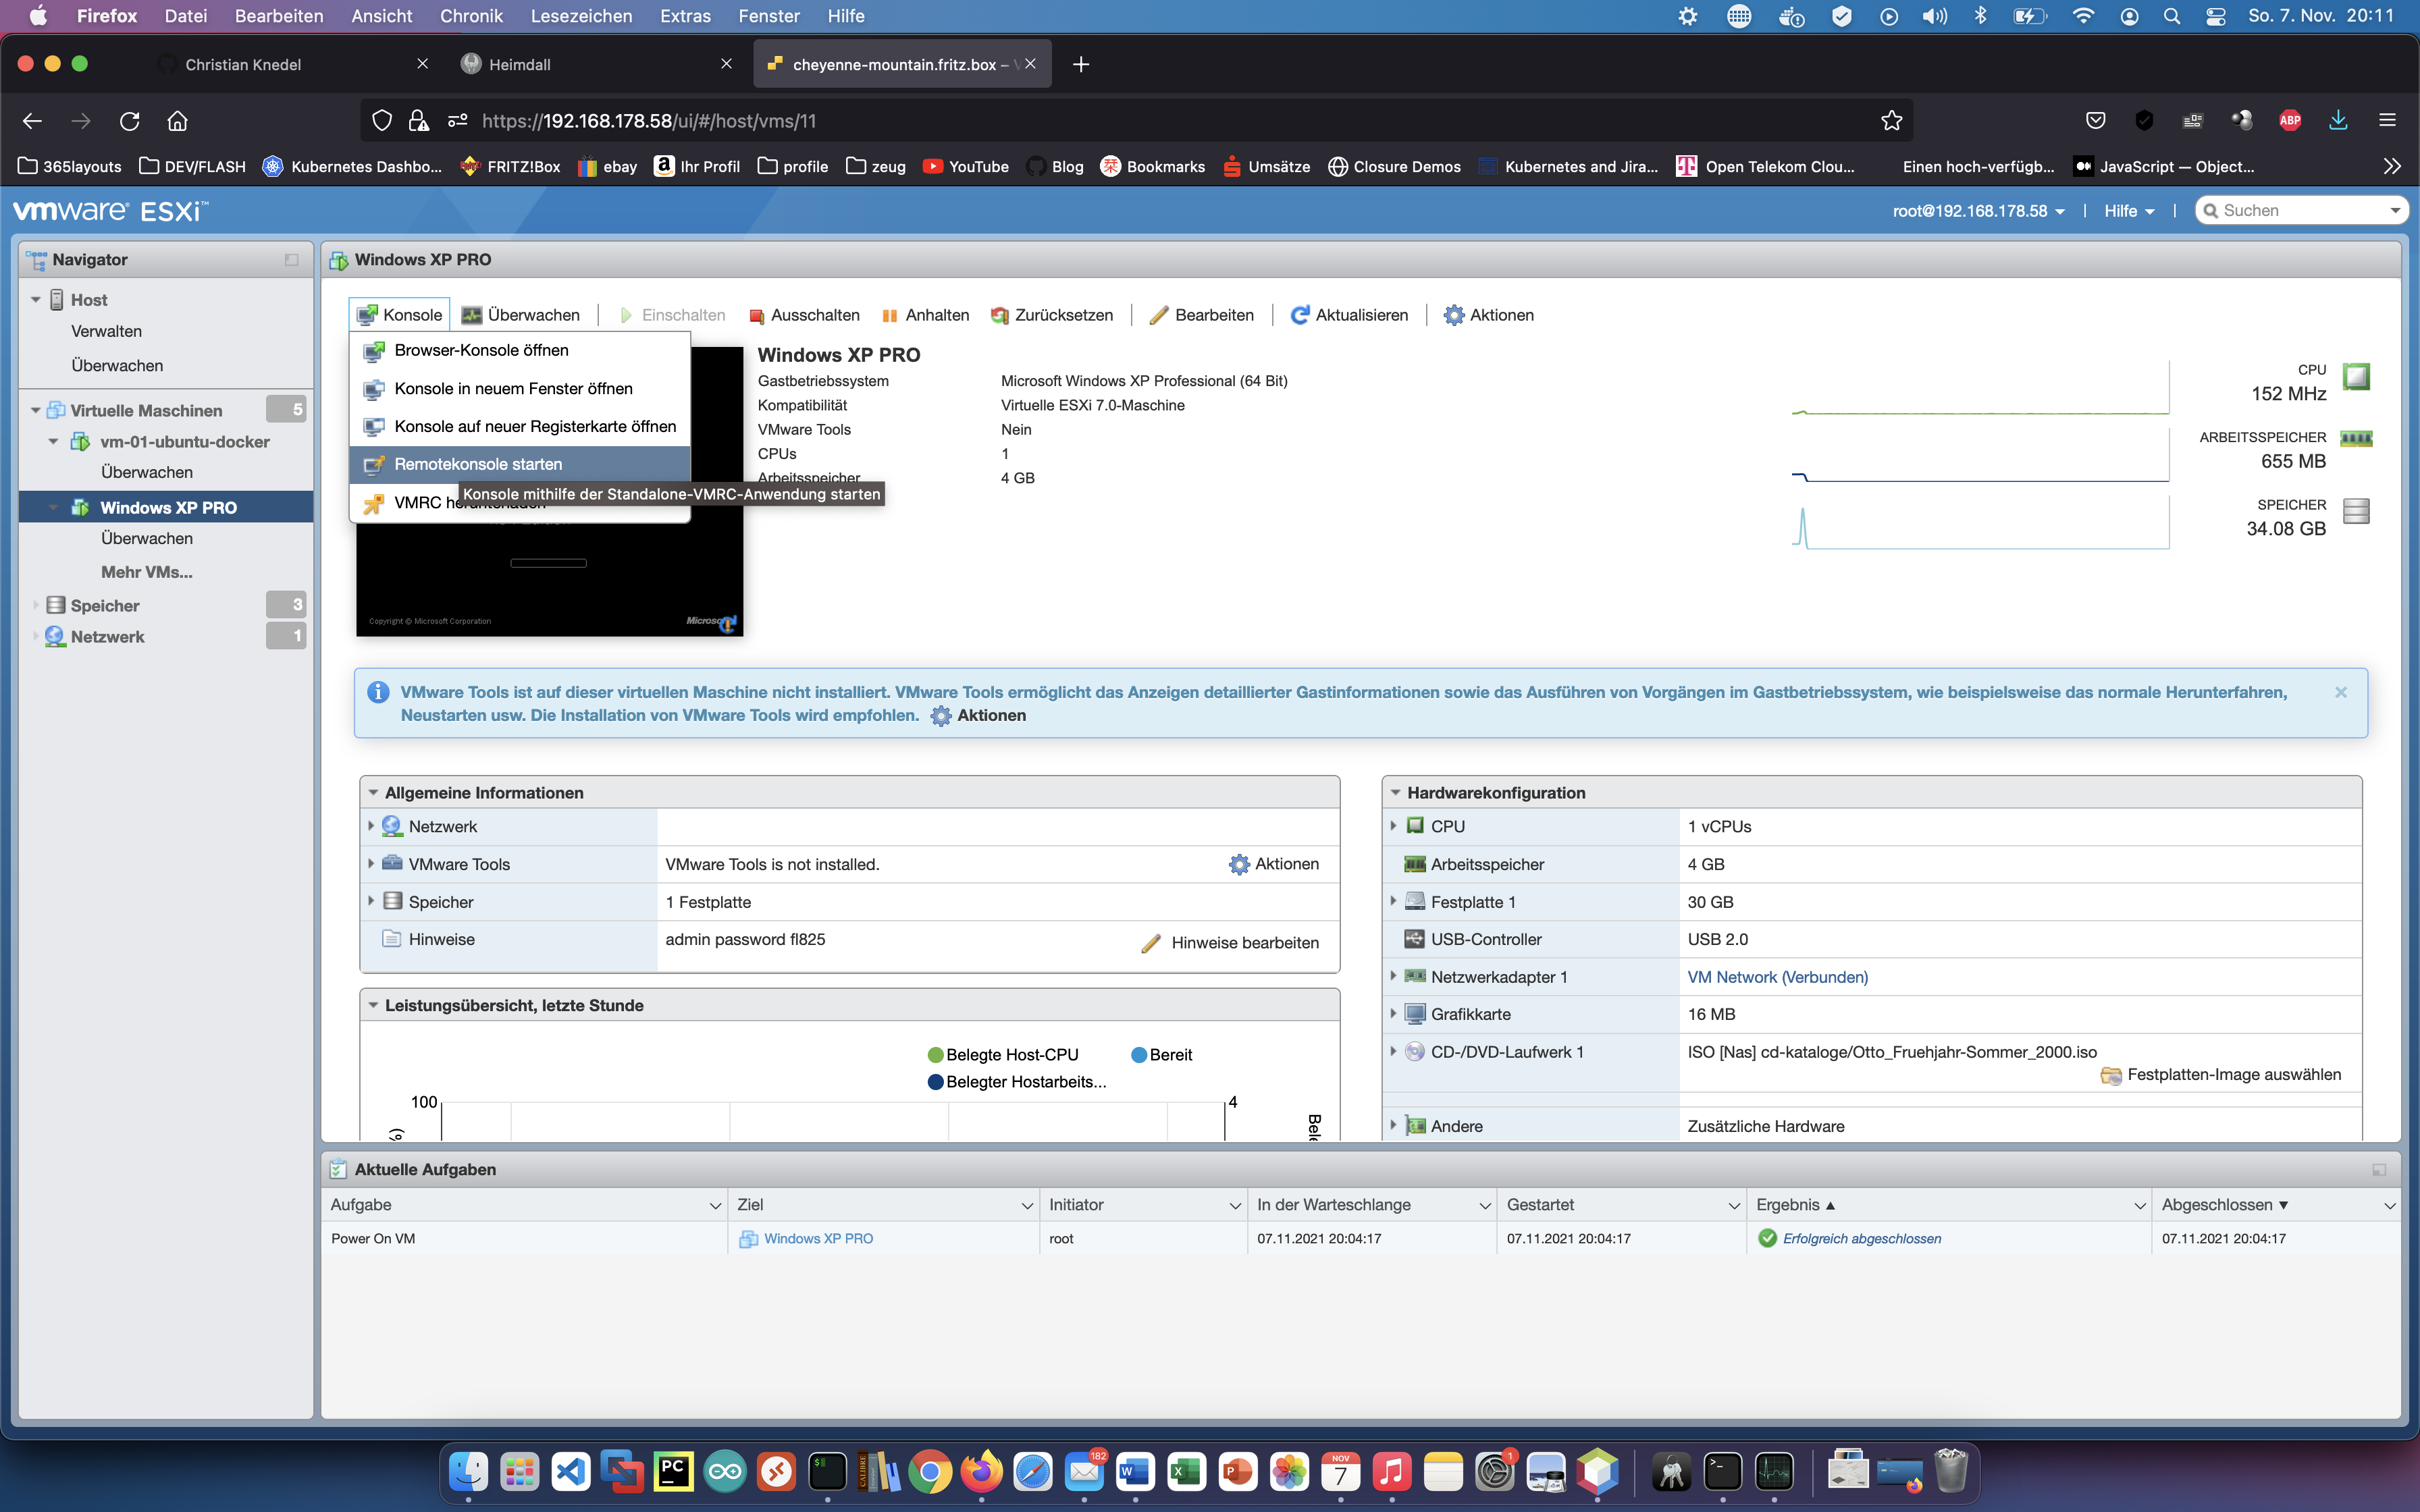 Firefox Datei Bearbeiten Ansicht Chronik Lesezeichen Extras Fenster Hilfe So. 7. Nov. 20:11
Christian Knedel
Heimdall
cheyenne-mountain.fritz.box –
https://192.168.178.58/ui/#/host/vms/11
ABP
365layouts DEV/FLASH Kubernetes Dashbo... FRITZ!Box ebay Ihr Profil profile zeug YouTube Blog Bookmarks Umsätze Closure Demos Kubernetes and Jira... Open Telekom Clou... Einen hoch-verfügb... JavaScript — Object...
vmware® ESXi™
root@192.168.178.58 | Hilfe | Suchen
Navigator
Host
Verwalten
Überwachen
Virtuelle Maschinen 5
vm-01-ubuntu-docker
Überwachen
Windows XP PRO
Überwachen
Mehr VMs...
Speicher 3
Netzwerk 1
Windows XP PRO
Konsole Überwachen Einschalten Ausschalten Anhalten Zurücksetzen Bearbeiten Aktualisieren Aktionen
Browser-Konsole öffnen
Konsole in neuem Fenster öffnen
Konsole auf neuer Registerkarte öffnen
Remotekonsole starten
Konsole mithilfe der Standalone-VMRC-Anwendung starten
VMRC herunterladen
Copyright © Microsoft Corporation
Windows XP PRO
Gastbetriebssystem Microsoft Windows XP Professional (64 Bit)
Kompatibilität Virtuelle ESXi 7.0-Maschine
VMware Tools Nein
CPUs 1
Arbeitsspeicher 4 GB
CPU
152 MHz
ARBEITSSPEICHER
655 MB
SPEICHER
34.08 GB
VMware Tools ist auf dieser virtuellen Maschine nicht installiert. VMware Tools ermöglicht das Anzeigen detaillierter Gastinformationen sowie das Ausführen von Vorgängen im Gastbetriebssystem, wie beispielsweise das normale Herunterfahren,
Neustarten usw. Die Installation von VMware Tools wird empfohlen. Aktionen
Allgemeine Informationen
Netzwerk
VMware Tools VMware Tools is not installed. Aktionen
Speicher 1 Festplatte
Hinweise admin password fl825 Hinweise bearbeiten
Leistungsübersicht, letzte Stunde
Belegte Host-CPU Bereit
Belegter Hostarbeits...
100 4
Hardwarekonfiguration
CPU 1 vCPUs
Arbeitsspeicher 4 GB
Festplatte 1 30 GB
USB-Controller USB 2.0
Netzwerkadapter 1 VM Network (Verbunden)
Grafikkarte 16 MB
CD-/DVD-Laufwerk 1 ISO [Nas] cd-kataloge/Otto_Fruehjahr-Sommer_2000.iso
Festplatten-Image auswählen
Andere Zusätzliche Hardware
Aktuelle Aufgaben
Aufgabe Ziel Initiator In der Warteschlange Gestartet Ergebnis ▲ Abgeschlossen ▼
Power On VM Windows XP PRO root 07.11.2021 20:04:17 07.11.2021 20:04:17 Erfolgreich abgeschlossen 07.11.2021 20:04:17
PC CALIBRE 182 W X P NOV 7 1